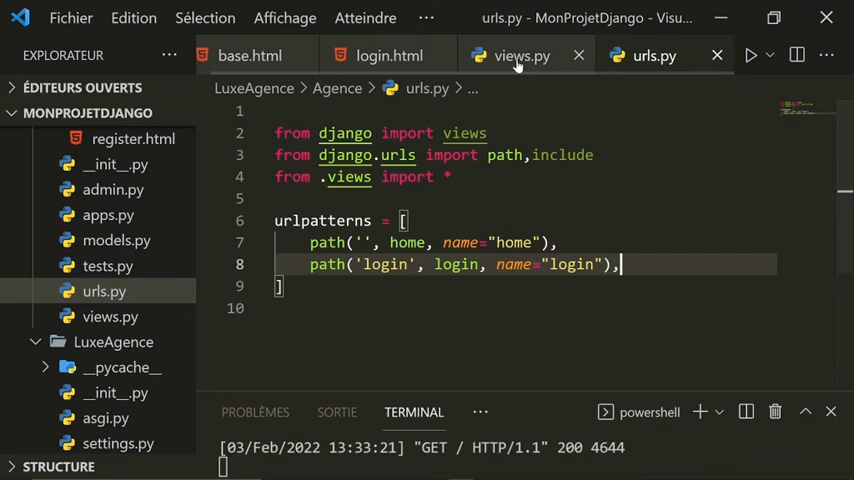 Fichier Edition Sélection Affichage Atteindre ··· urls.py - MonProjetDjango - Visu...
EXPLORATEUR ··· base.html login.html views.py urls.py ···
LuxeAgence > Agence > urls.py > ...
ÉDITEURS OUVERTS
MONPROJETDJANGO
register.html
__init__.py
admin.py
apps.py
models.py
tests.py
urls.py
views.py
LuxeAgence
__pycache__
__init__.py
asgi.py
settings.py
STRUCTURE
1
2 from django import views
3 from django.urls import path,include
4 from .views import *
5
6 urlpatterns = [
7 path('', home, name="home"),
8 path('login', login, name="login"),
9 ]
10
PROBLÈMES SORTIE TERMINAL ··· powershell
[03/Feb/2022 13:33:21] "GET / HTTP/1.1" 200 4644